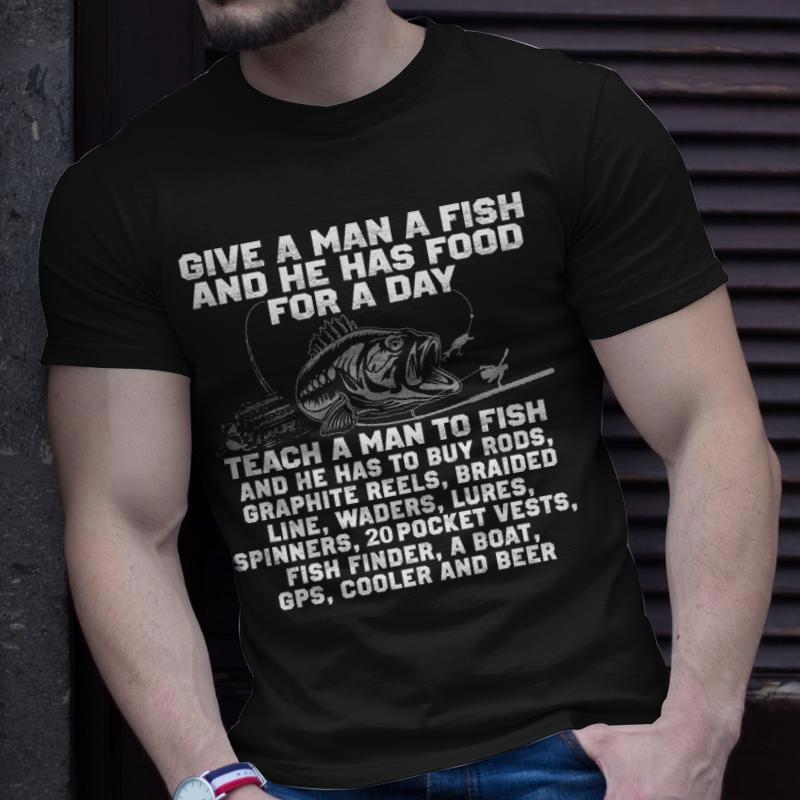 GIVE A MAN A FISH
AND HE HAS FOOD
FOR A DAY
TEACH A MAN TO FISH
AND HE HAS TO BUY RODS,
GRAPHITE REELS, BRAIDED
LINE, WADERS, LURES,
SPINNERS, 20 POCKET VESTS,
FISH FINDER, A BOAT,
GPS, COOLER AND BEER